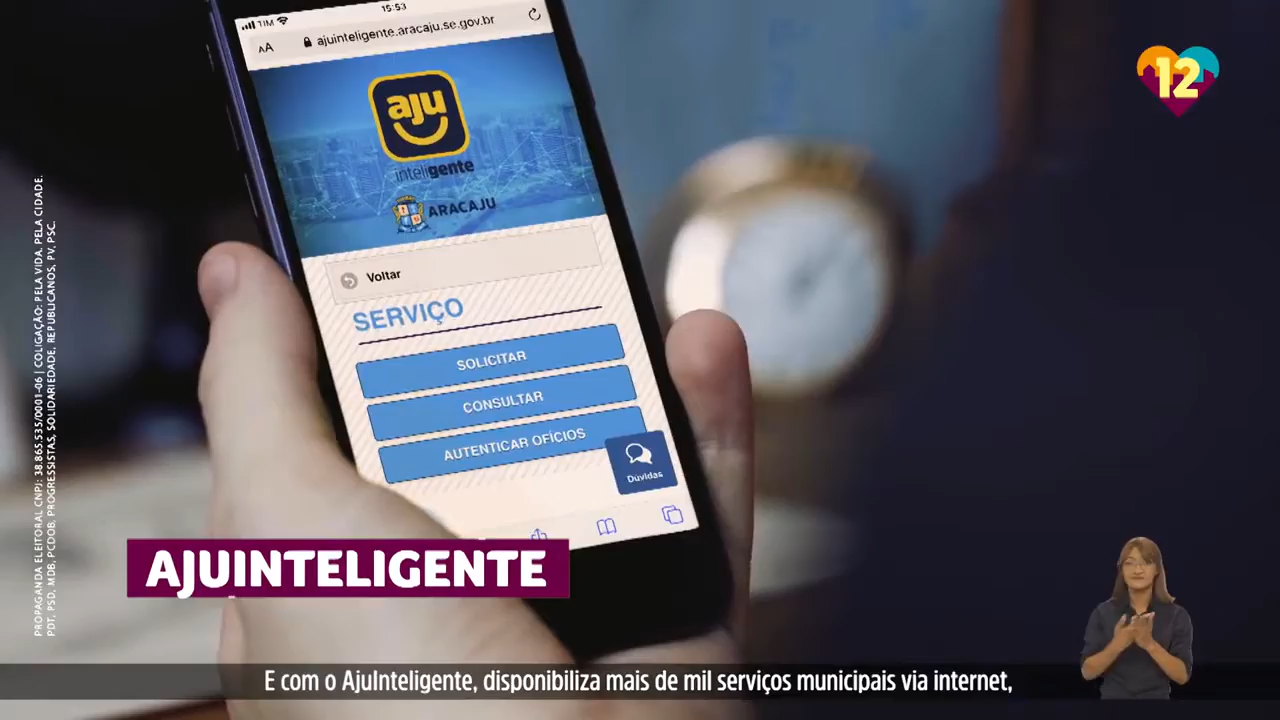 TIM
15:53
AA
ajuinteligente.aracaju.se.gov.br
aju
inteligente
ARACAJU
Voltar
SERVIÇO
SOLICITAR
CONSULTAR
AUTENTICAR OFÍCIOS
Dúvidas
12
PROPAGANDA ELEITORAL CNPJ: 38.865.535/0001-06 | COLIGAÇÃO: PELA VIDA. PELA CIDADE.
PDT, PSD, MDB, PCDOB, PROGRESSISTAS, SOLIDARIEDADE, REPUBLICANOS, PV, PSC.
AJUINTELIGENTE
E com o AjuInteligente, disponibiliza mais de mil serviços municipais via internet,